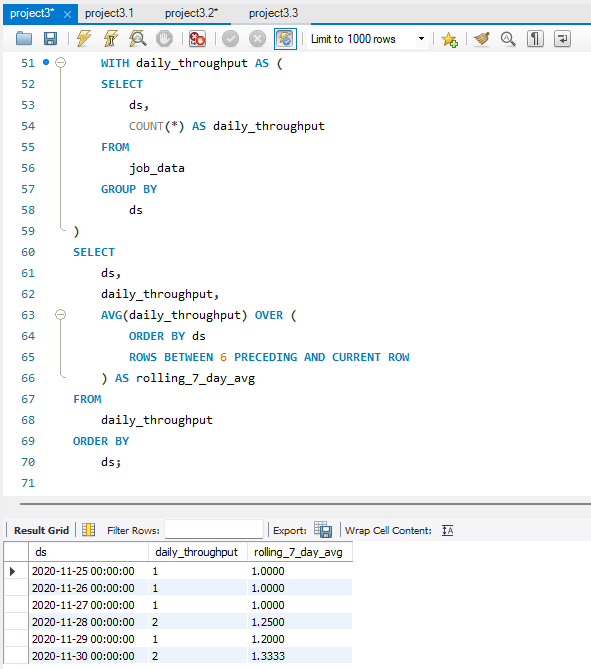 project3* × project3.1 project3.2* project3.3
Limit to 1000 rows
51 WITH daily_throughput AS (
52 SELECT
53 ds,
54 COUNT(*) AS daily_throughput
55 FROM
56 job_data
57 GROUP BY
58 ds
59 )
60 SELECT
61 ds,
62 daily_throughput,
63 AVG(daily_throughput) OVER (
64 ORDER BY ds
65 ROWS BETWEEN 6 PRECEDING AND CURRENT ROW
66 ) AS rolling_7_day_avg
67 FROM
68 daily_throughput
69 ORDER BY
70 ds;
71
Result Grid Filter Rows: Export: Wrap Cell Content: IA
ds daily_throughput rolling_7_day_avg
2020-11-25 00:00:00 1 1.0000
2020-11-26 00:00:00 1 1.0000
2020-11-27 00:00:00 1 1.0000
2020-11-28 00:00:00 2 1.2500
2020-11-29 00:00:00 1 1.2000
2020-11-30 00:00:00 2 1.3333